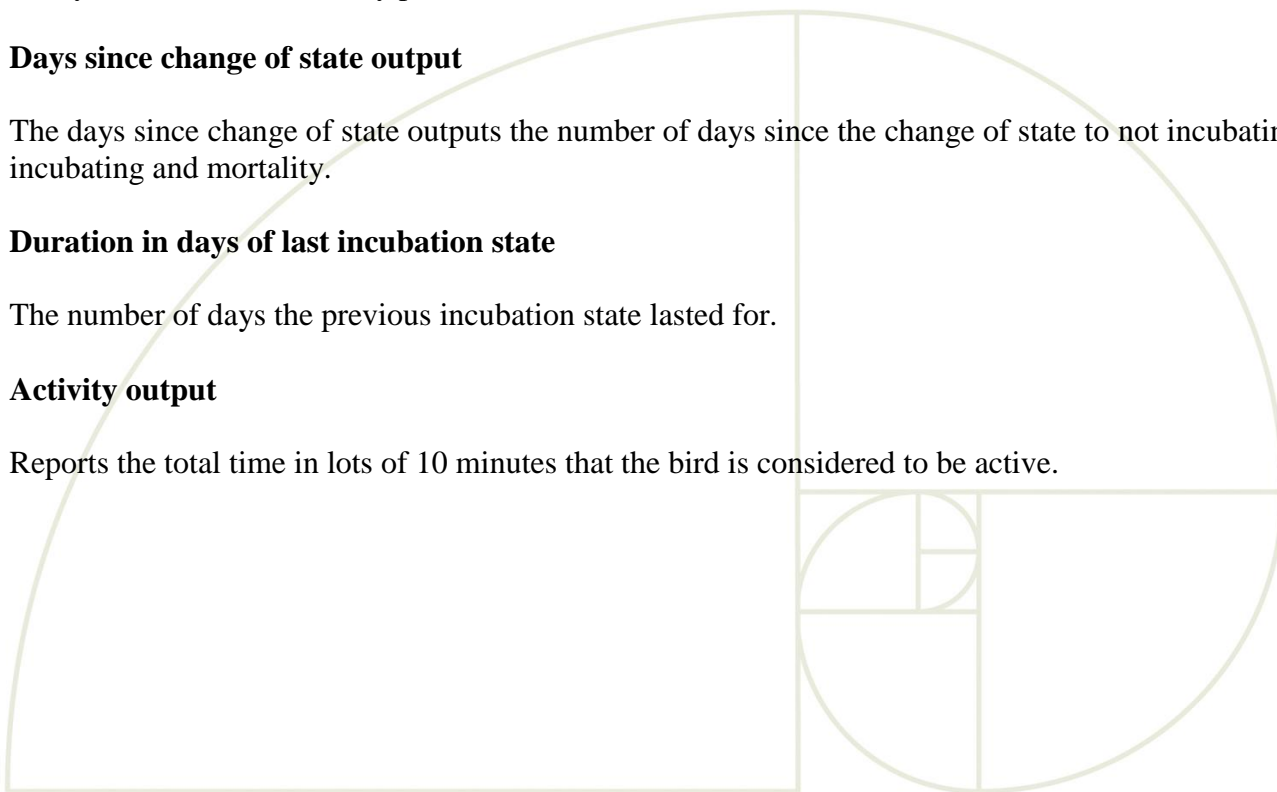 Days since change of state output
The days since change of state outputs the number of days since the change of state to not incubatin
incubating and mortality.
Duration in days of last incubation state
The number of days the previous incubation state lasted for.
Activity output
Reports the total time in lots of 10 minutes that the bird is considered to be active.